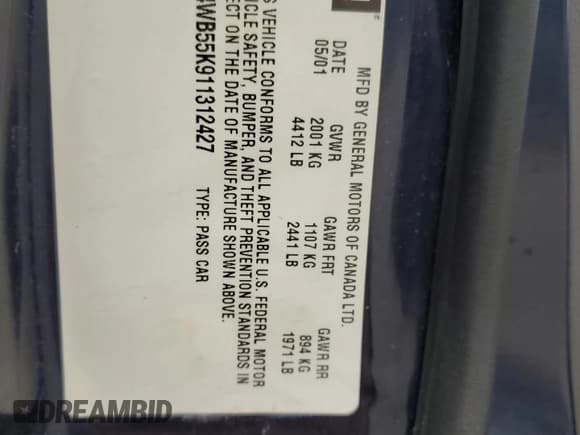 MFD BY GENERAL MOTORS OF CANADA LTD.
DATE GVWR GAWR FRT GAWR RR
05/01 2001 KG 1107 KG 894 KG
4412 LB 2441 LB 1971 LB
VEHICLE CONFORMS TO ALL APPLICABLE U.S. FEDERAL MOTOR
ICLE SAFETY, BUMPER, AND THEFT PREVENTION STANDARDS IN
ECT ON THE DATE OF MANUFACTURE SHOWN ABOVE.
WB55K911312427 TYPE: PASS CAR
DREAMBID